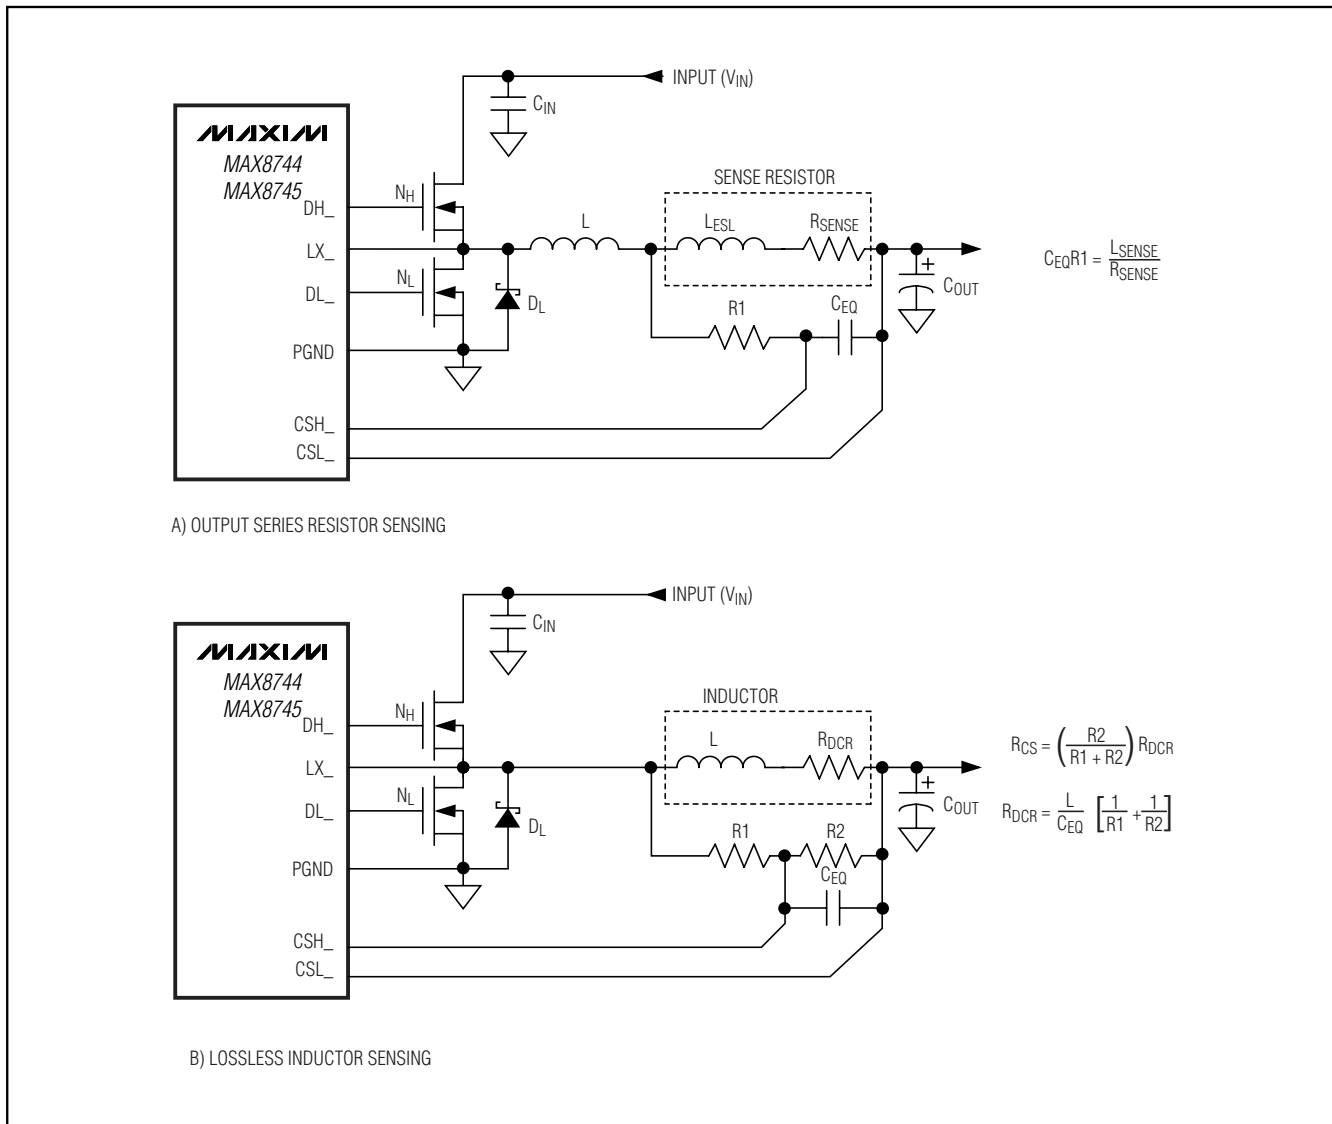 INPUT (VIN)
CIN
MAXIM
MAX8744
MAX8745
SENSE RESISTOR
NH
DH_
L
LESL
RSENSE
LX_
CEQR1 = LSENSE / RSENSE
NL
DL_
DL
COUT
R1
CEQ
PGND
CSH_
CSL_
A) OUTPUT SERIES RESISTOR SENSING
INPUT (VIN)
CIN
MAXIM
MAX8744
MAX8745
INDUCTOR
NH
DH_
L
RDCR
RCS = (R2 / R1 + R2) RDCR
LX_
NL
DL_
DL
COUT
RDCR = L / CEQ [1 / R1 + 1 / R2]
R1
R2
PGND
CEQ
CSH_
CSL_
B) LOSSLESS INDUCTOR SENSING